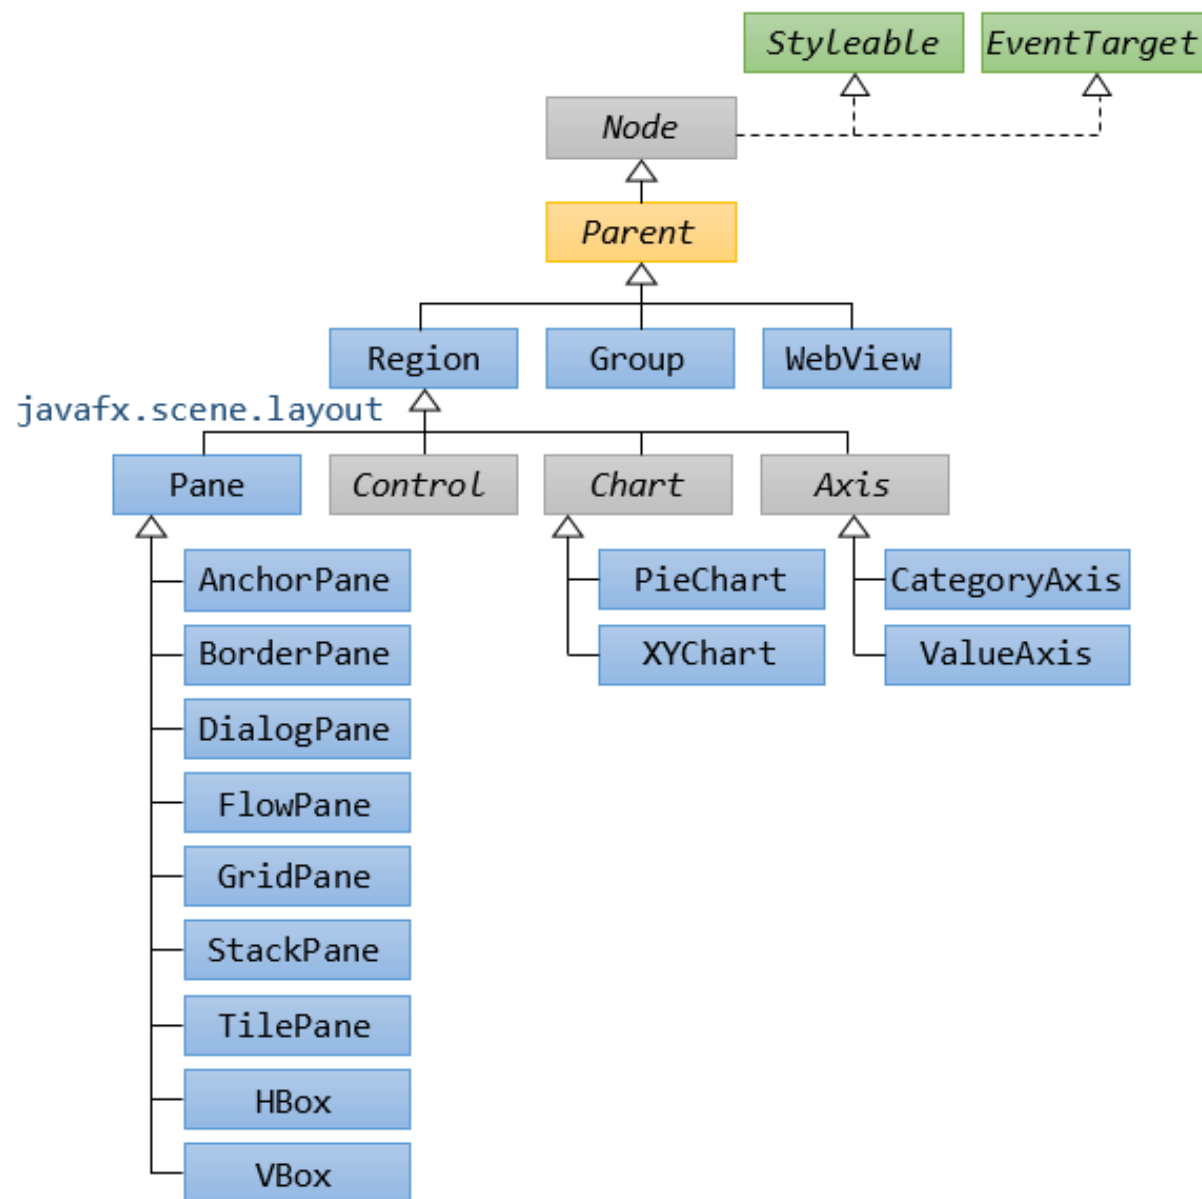 Styleable EventTarget
Node
Parent
Region Group WebView
javafx.scene.layout
Pane Control Chart Axis
AnchorPane PieChart CategoryAxis
BorderPane XYChart ValueAxis
DialogPane
FlowPane
GridPane
StackPane
TilePane
HBox
VBox